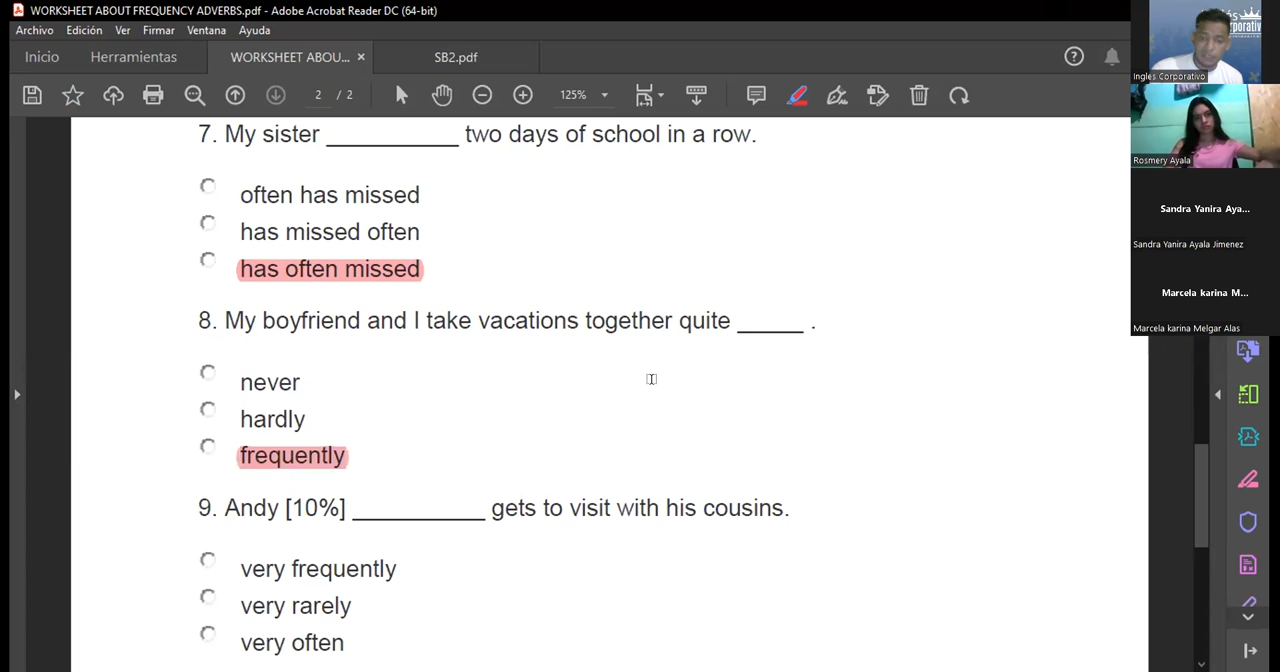 WORKSHEET ABOUT FREQUENCY ADVERBS.pdf - Adobe Acrobat Reader DC (64-bit)
Archivo Edición Ver Firmar Ventana Ayuda
Inicio Herramientas WORKSHEET ABOU... × SB2.pdf
2 / 2 125%
7. My sister __________ two days of school in a row.
often has missed
has missed often
has often missed
8. My boyfriend and I take vacations together quite _____ .
never
hardly
frequently
9. Andy [10%] __________ gets to visit with his cousins.
very frequently
very rarely
very often
Ingles Corporativo
Rosmery Ayala
Sandra Yanira Aya...
Sandra Yanira Ayala Jimenez
Marcela karina M...
Marcela karina Melgar Alas